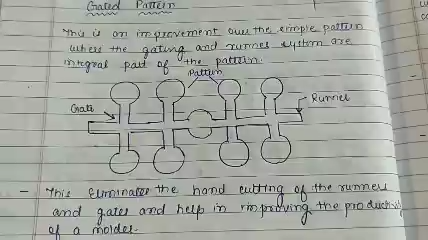 Gated Pattern
This is an improvement over the simple pattern
where the gating and runner system are
integral part of the pattern.
Pattern
Gate
Runner
- This Eliminates the hand cutting of the runners
and gates and help in improving the productivity
of a molder.